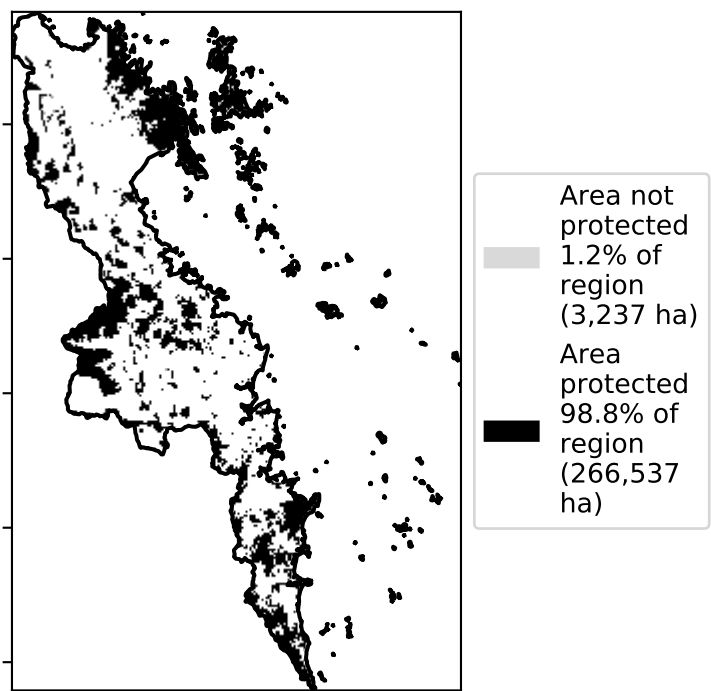 Area not
protected
1.2% of
region
(3,237 ha)
Area
protected
98.8% of
region
(266,537
ha)